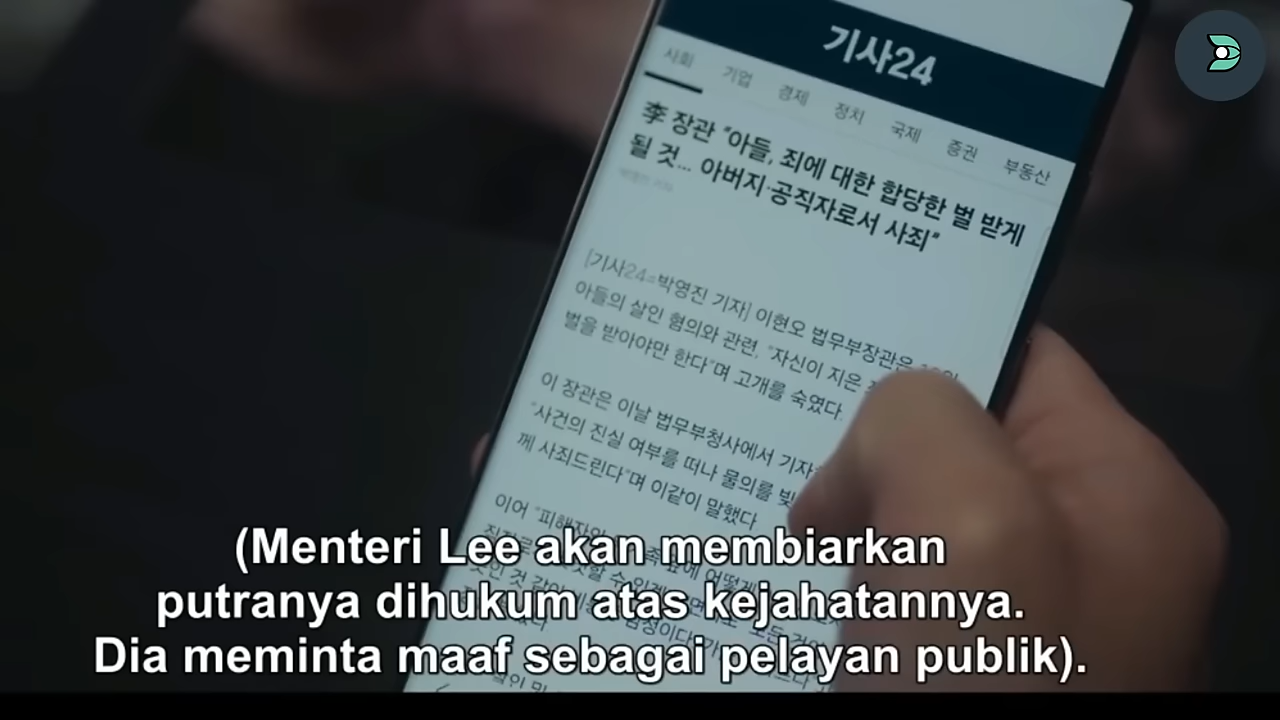 기사24
사회 기업 경제 정치 국제 증권 부동산
李 장관 "아들, 죄에 대한 합당한 벌 받게
될 것... 아버지·공직자로서 사죄"
[기사24=박영진 기자] 이현오 법무부장관은
아들의 살인 혐의와 관련, "자신이 지은
벌을 받아야만 한다"며 고개를 숙였다.
이 장관은 이날 법무부청사에서 기자
"사건의 진실 여부를 떠나 물의를 빚
께 사죄드린다"며 이같이 말했다
이어 "피해자
(Menteri Lee akan membiarkan
putranya dihukum atas kejahatannya.
Dia meminta maaf sebagai pelayan publik).